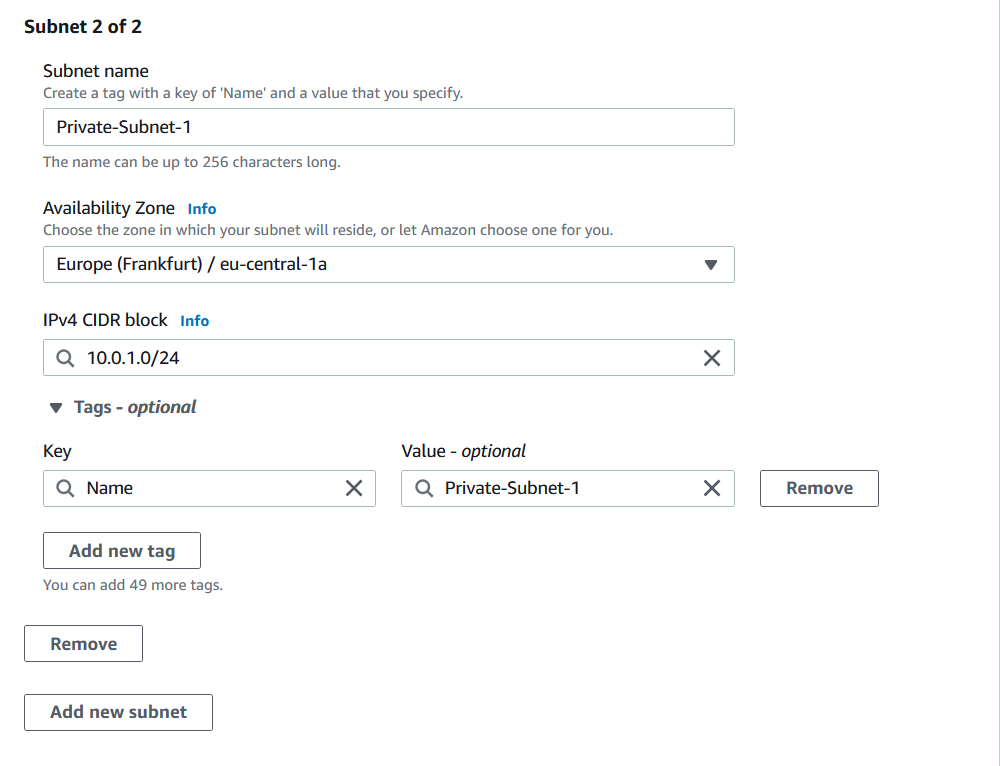 Subnet 2 of 2
Subnet name
Create a tag with a key of 'Name' and a value that you specify.
Private-Subnet-1
The name can be up to 256 characters long.
Availability Zone Info
Choose the zone in which your subnet will reside, or let Amazon choose one for you.
Europe (Frankfurt) / eu-central-1a
IPv4 CIDR block Info
10.0.1.0/24
Tags - optional
Key Value - optional
Name Private-Subnet-1 Remove
Add new tag
You can add 49 more tags.
Remove
Add new subnet